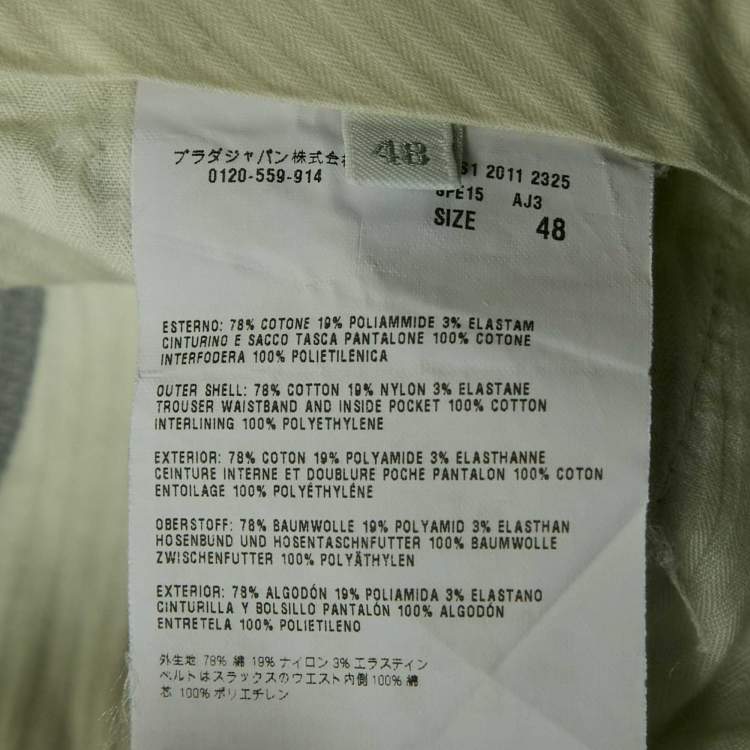 プラダジャパン株式会
0120-559-914
48
S1 2011 2325
AJ3
SIZE 48
ESTERNO: 78% COTONE 19% POLIAMMIDE 3% ELASTAM
CINTURINO E SACCO TASCA PANTALONE 100% COTONE
INTERFODERA 100% POLIETILENICA
OUTER SHELL: 78% COTTON 19% NYLON 3% ELASTANE
TROUSER WAISTBAND AND INSIDE POCKET 100% COTTON
INTERLINING 100% POLYETHYLENE
EXTERIOR: 78% COTON 19% POLYAMIDE 3% ELASTHANNE
CEINTURE INTERNE ET DOUBLURE POCHE PANTALON 100% COTON
ENTOILAGE 100% POLYÉTHYLÉNE
OBERSTOFF: 78% BAUMWOLLE 19% POLYAMID 3% ELASTHAN
HOSENBUND UND HOSENTASCHNFUTTER 100% BAUMWOLLE
ZWISCHENFUTTER 100% POLYÄTHYLEN
EXTERIOR: 78% ALGODÓN 19% POLIAMIDA 3% ELASTANO
CINTURILLA Y BOLSILLO PANTALÓN 100% ALGODÓN
ENTRETELA 100% POLIETILENO
外生地 78% 綿 19% ナイロン 3% エラステイン
ベルトはスラックスのウエスト内側 100% 綿
芯 100% ポリエチレン